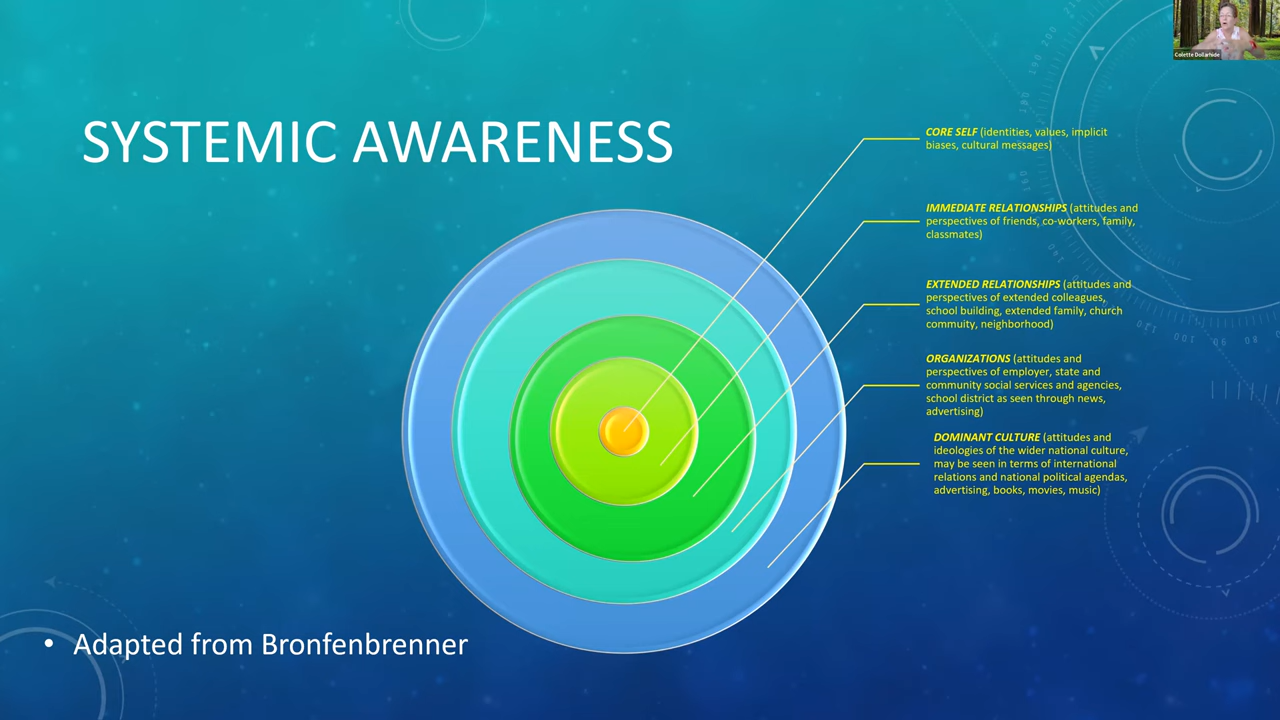 Colette Dollarhide
SYSTEMIC AWARENESS
CORE SELF (identities, values, implicit
biases, cultural messages)
IMMEDIATE RELATIONSHIPS (attitudes and
perspectives of friends, co-workers, family,
classmates)
EXTENDED RELATIONSHIPS (attitudes and
perspectives of extended colleagues,
school building, extended family, church
commuity, neighborhood)
ORGANIZATIONS (attitudes and
perspectives of employer, state and
community social services and agencies,
school district as seen through news,
advertising)
DOMINANT CULTURE (attitudes and
ideologies of the wider national culture,
may be seen in terms of international
relations and national political agendas,
advertising, books, movies, music)
• Adapted from Bronfenbrenner